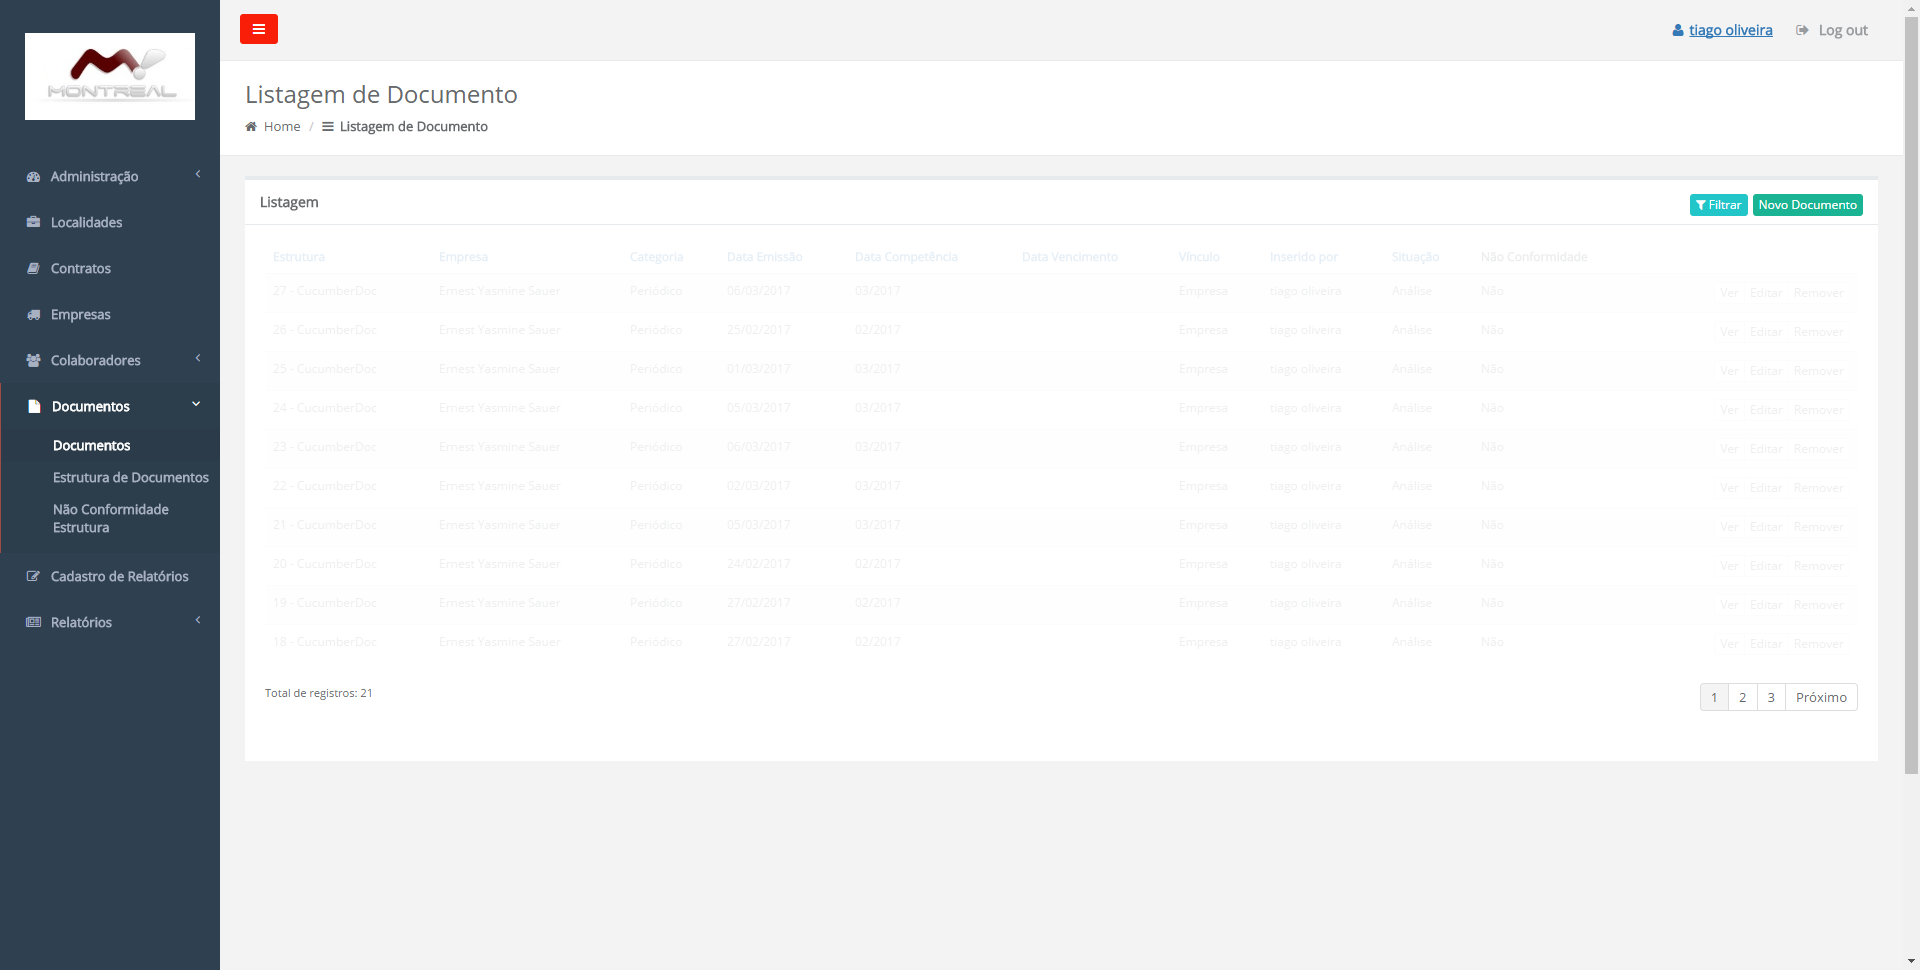 MONTREAL
tiago oliveira Log out
Listagem de Documento
Home / Listagem de Documento
Administração
Localidades
Contratos
Empresas
Colaboradores
Documentos
Documentos
Estrutura de Documentos
Não Conformidade
Estrutura
Cadastro de Relatórios
Relatórios
Listagem Filtrar Novo Documento
Estrutura Empresa Categoria Data Emissão Data Competência Data Vencimento Vínculo Inserido por Situação Não Conformidade
27 - CucumberDoc Ernest Yasmine Sauer Periódico 06/03/2017 03/2017 Empresa tiago oliveira Análise Não Ver Editar Remover
26 - CucumberDoc Ernest Yasmine Sauer Periódico 25/02/2017 02/2017 Empresa tiago oliveira Análise Não Ver Editar Remover
25 - CucumberDoc Ernest Yasmine Sauer Periódico 01/03/2017 03/2017 Empresa tiago oliveira Análise Não Ver Editar Remover
24 - CucumberDoc Ernest Yasmine Sauer Periódico 05/03/2017 03/2017 Empresa tiago oliveira Análise Não Ver Editar Remover
23 - CucumberDoc Ernest Yasmine Sauer Periódico 06/03/2017 03/2017 Empresa tiago oliveira Análise Não Ver Editar Remover
22 - CucumberDoc Ernest Yasmine Sauer Periódico 02/03/2017 03/2017 Empresa tiago oliveira Análise Não Ver Editar Remover
21 - CucumberDoc Ernest Yasmine Sauer Periódico 05/03/2017 03/2017 Empresa tiago oliveira Análise Não Ver Editar Remover
20 - CucumberDoc Ernest Yasmine Sauer Periódico 24/02/2017 02/2017 Empresa tiago oliveira Análise Não Ver Editar Remover
19 - CucumberDoc Ernest Yasmine Sauer Periódico 27/02/2017 02/2017 Empresa tiago oliveira Análise Não Ver Editar Remover
18 - CucumberDoc Ernest Yasmine Sauer Periódico 27/02/2017 02/2017 Empresa tiago oliveira Análise Não Ver Editar Remover
Total de registros: 21 1 2 3 Próximo